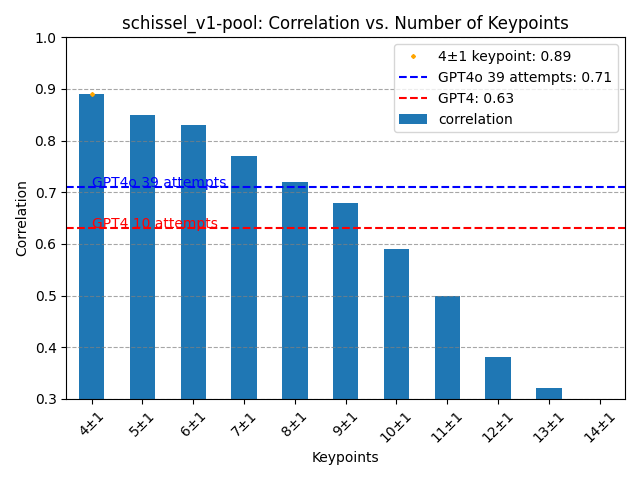 schissel_v1-pool: Correlation vs. Number of Keypoints
1.0
0.9
0.8
0.7
0.6
0.5
0.4
0.3
Correlation
4±1 keypoint: 0.89
GPT4o 39 attempts: 0.71
GPT4: 0.63
correlation
GPT4o 39 attempts
GPT4 10 attempts
4±1
5±1
6±1
7±1
8±1
9±1
10±1
11±1
12±1
13±1
14±1
Keypoints